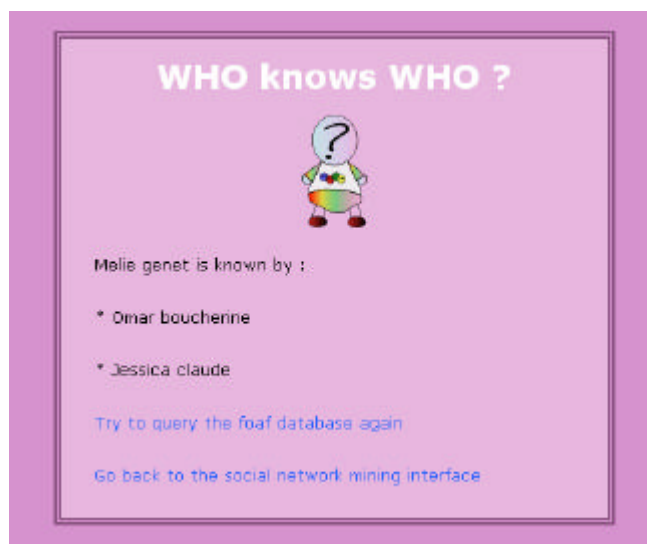 WHO knows WHO ?
?
Melie genet is known by :
* Omar boucherine
* Jessica claude
Try to query the foaf database again
Go back to the social network mining interface